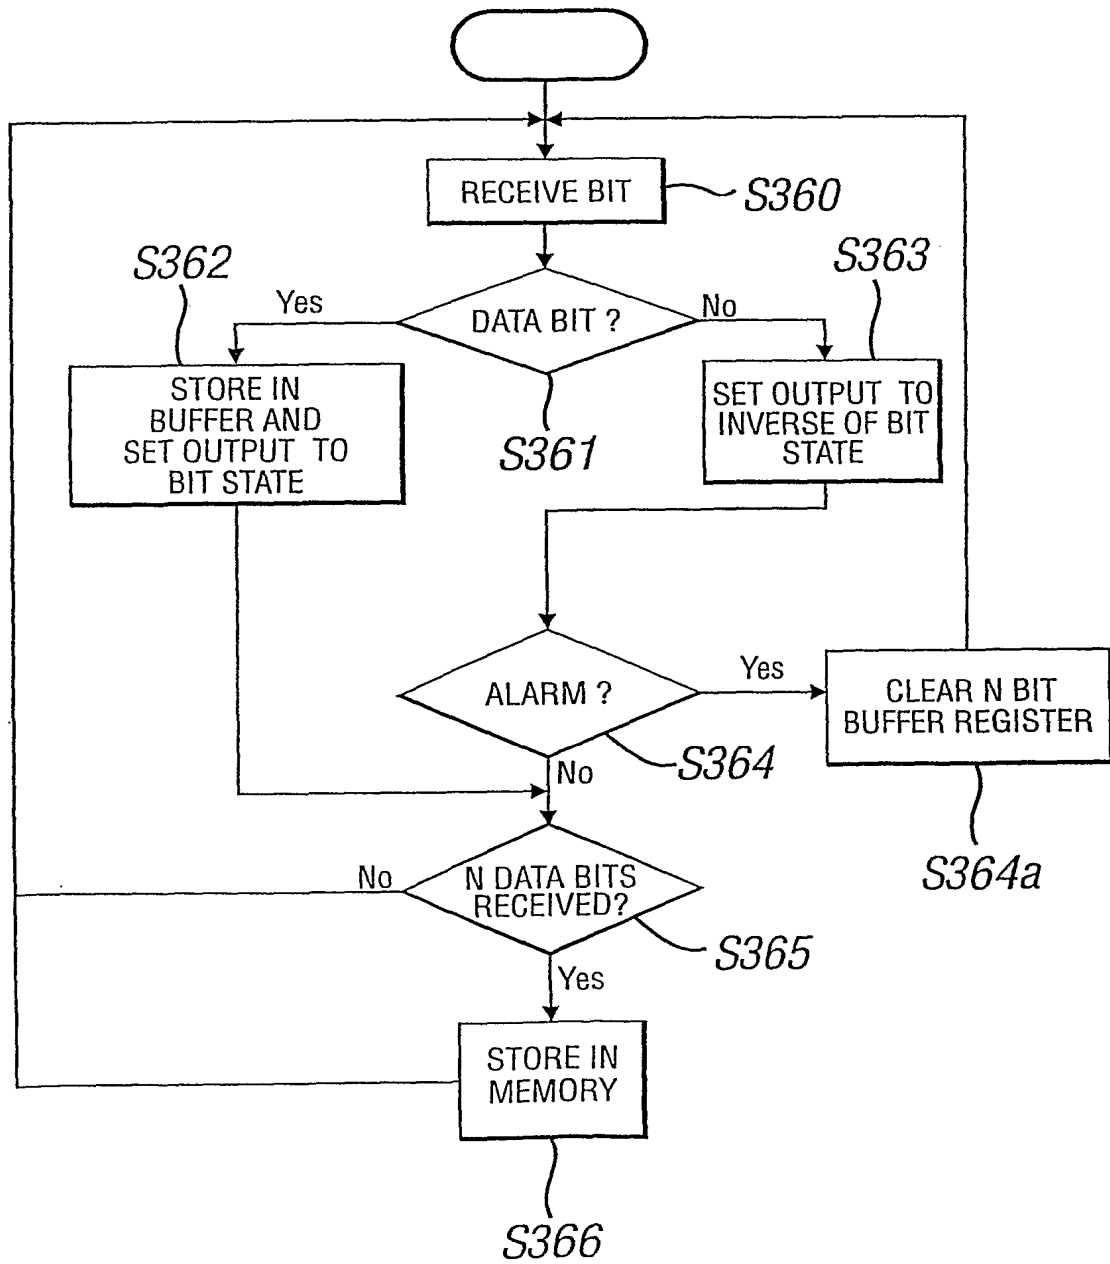 RECEIVE BIT
S360
S362
S363
Yes
DATA BIT ?
No
STORE IN
BUFFER AND
SET OUTPUT TO
BIT STATE
S361
SET OUTPUT TO
INVERSE OF BIT
STATE
ALARM ?
Yes
CLEAR N BIT
BUFFER REGISTER
S364
No
S364a
No
N DATA BITS
RECEIVED?
S365
Yes
STORE IN
MEMORY
S366